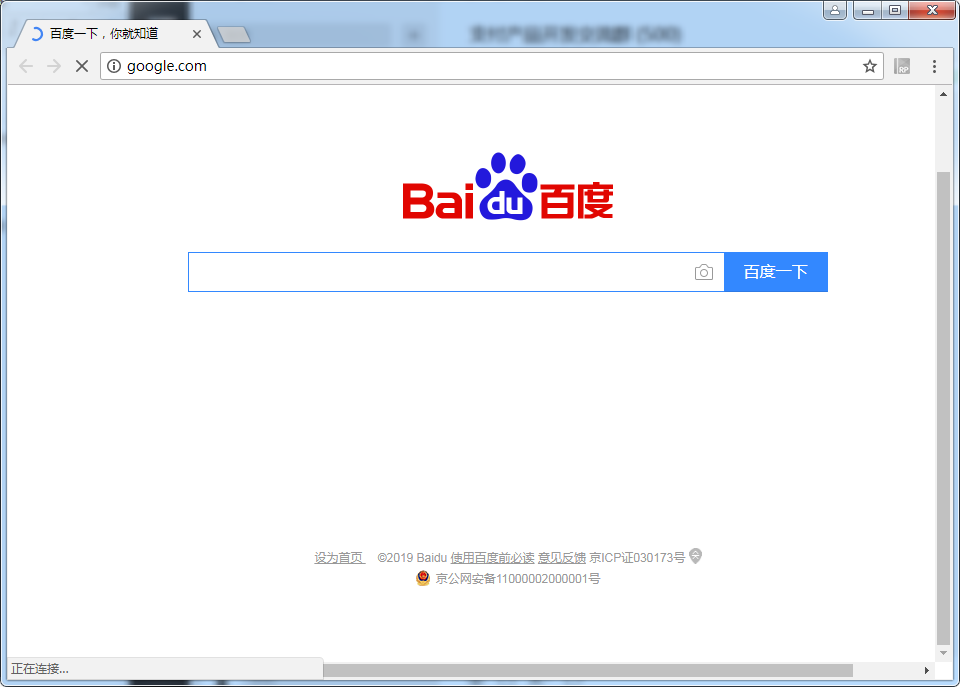 百度一下，你就知道
google.com
RP
Bai du 百度
百度一下
设为首页 ©2019 Baidu 使用百度前必读 意见反馈 京ICP证030173号
京公网安备11000002000001号
正在连接...